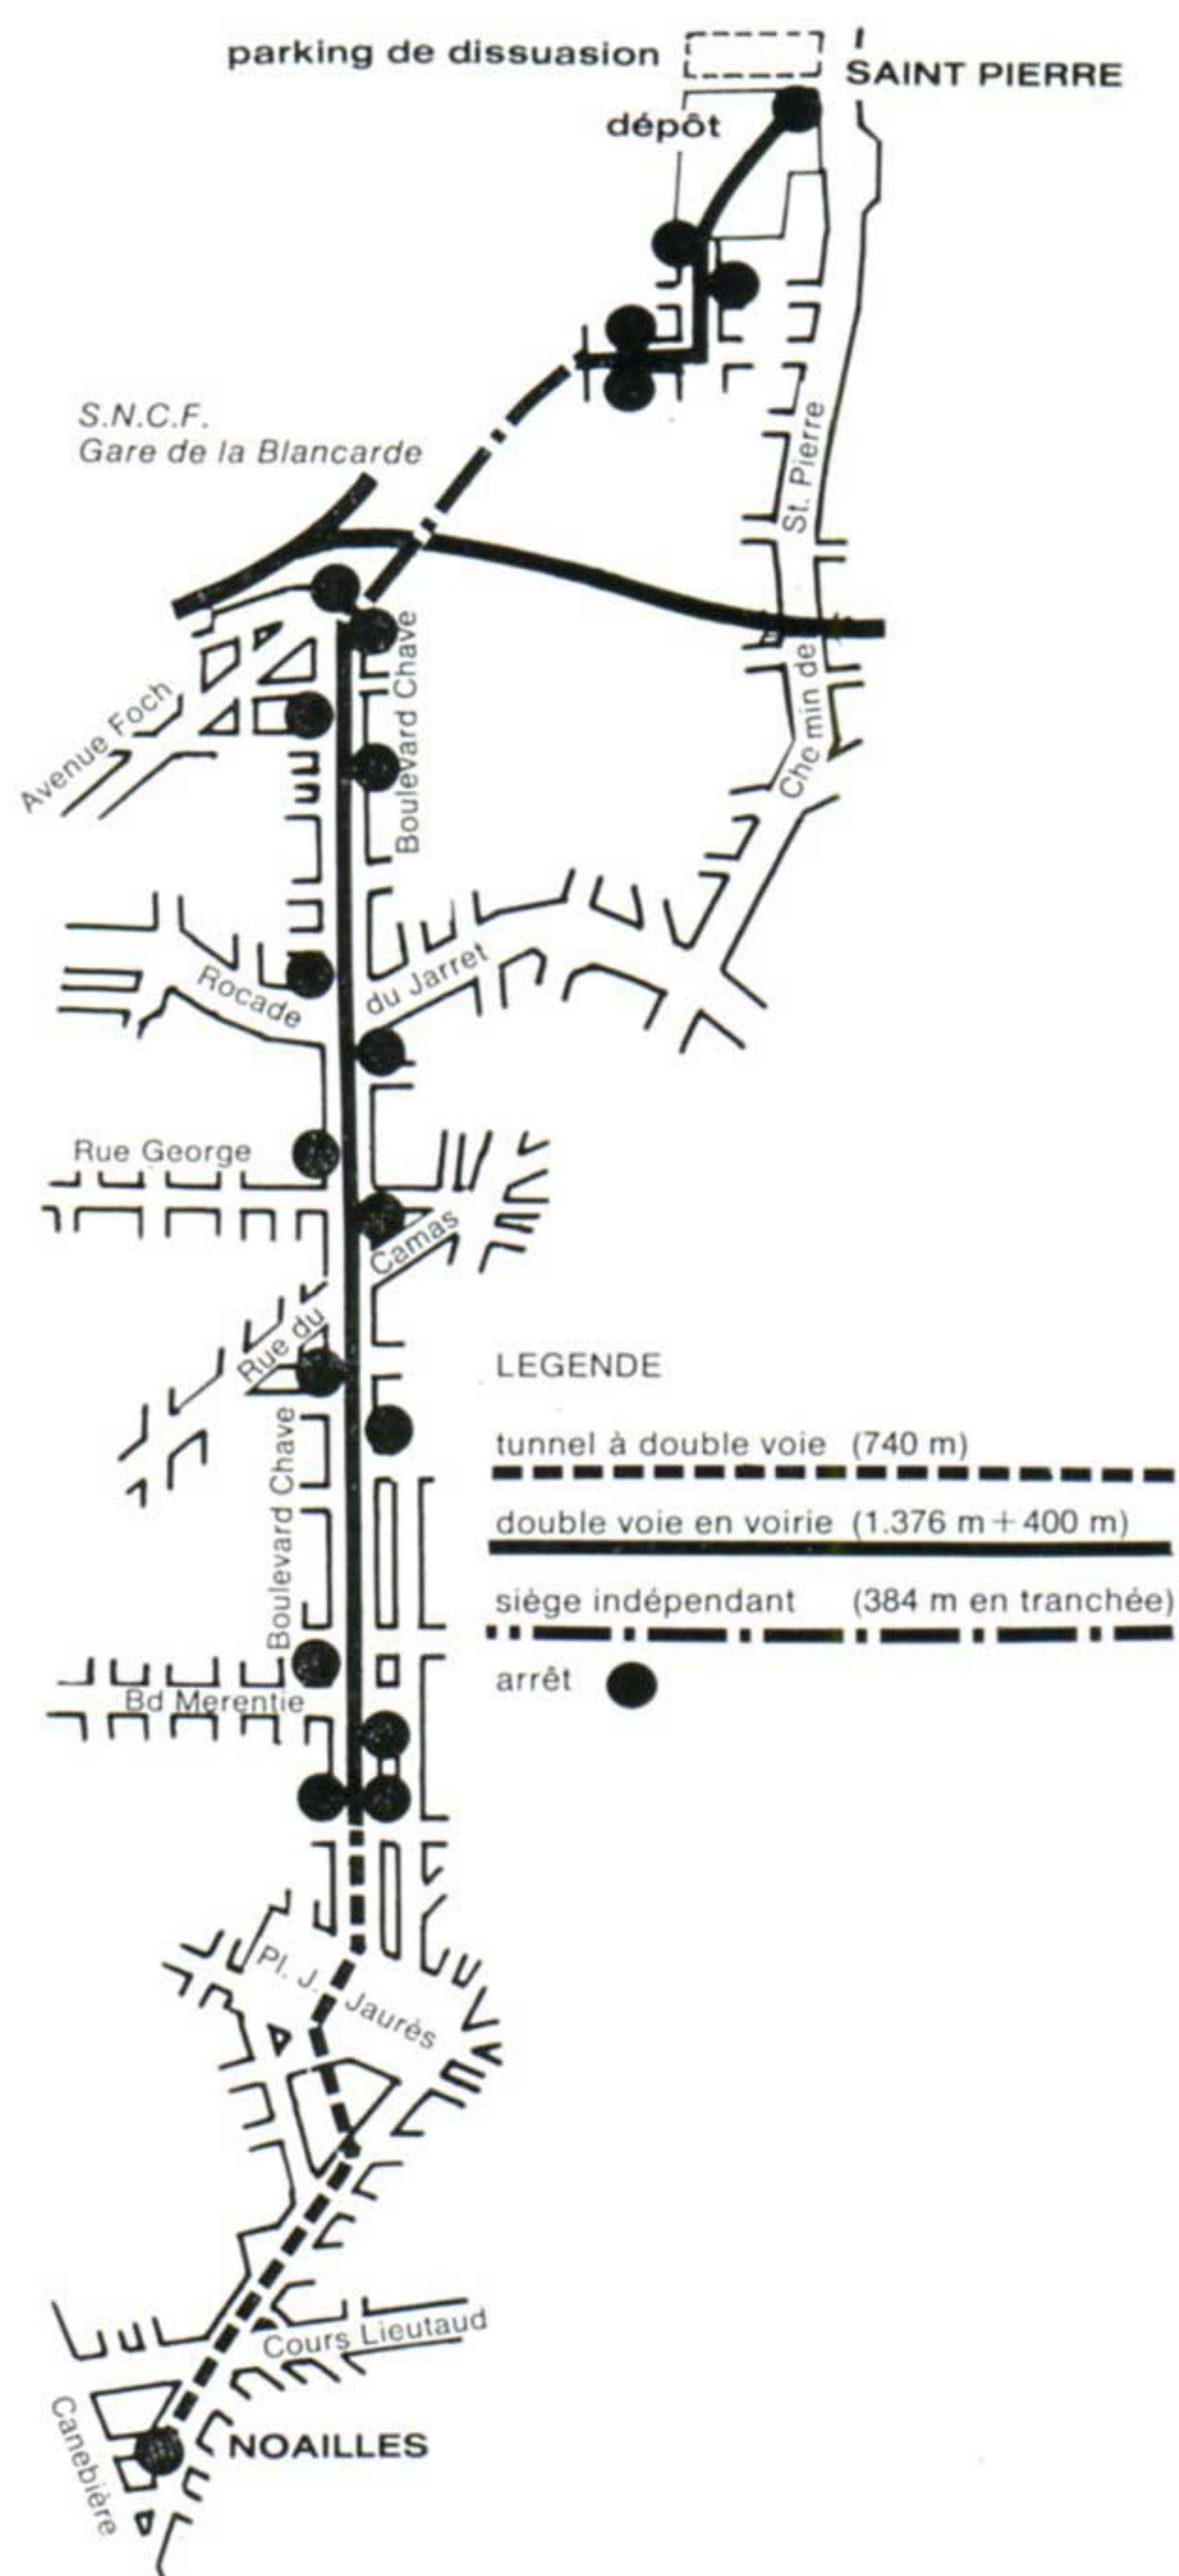 parking de dissuasion
SAINT PIERRE
dépôt
S.N.C.F.
Gare de la Blancarde
Chemin de St. Pierre
Boulevard Chave
Avenue Foch
Rocade du Jarret
Rue George
Rue du Camas
LEGENDE
tunnel à double voie (740 m)
double voie en voirie (1.376 m + 400 m)
siège indépendant (384 m en tranchée)
arrêt
Boulevard Chave
Bd Merentie
Pl. J. Jaurès
Cours Lieutaud
Canebière
NOAILLES